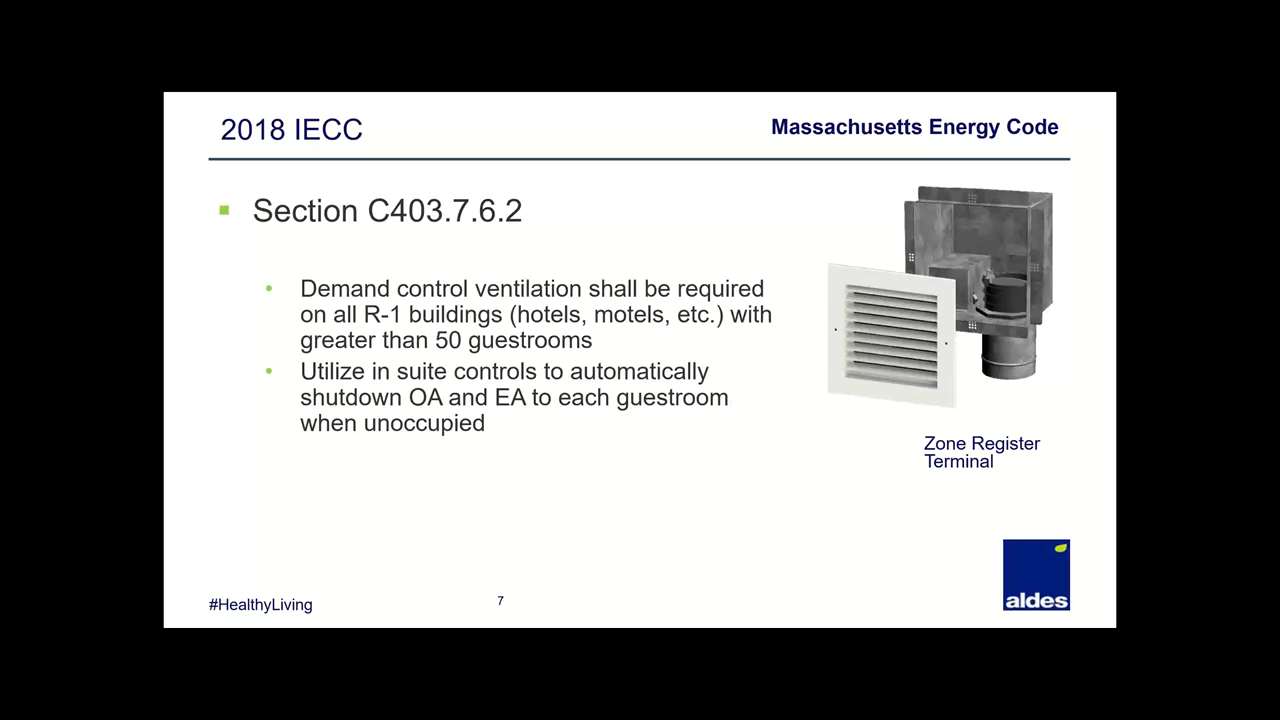 2018 IECC
Massachusetts Energy Code
Section C403.7.6.2
Demand control ventilation shall be required
on all R-1 buildings (hotels, motels, etc.) with
greater than 50 guestrooms
Utilize in suite controls to automatically
shutdown OA and EA to each guestroom
when unoccupied
Zone Register
Terminal
aldes
#HealthyLiving
7